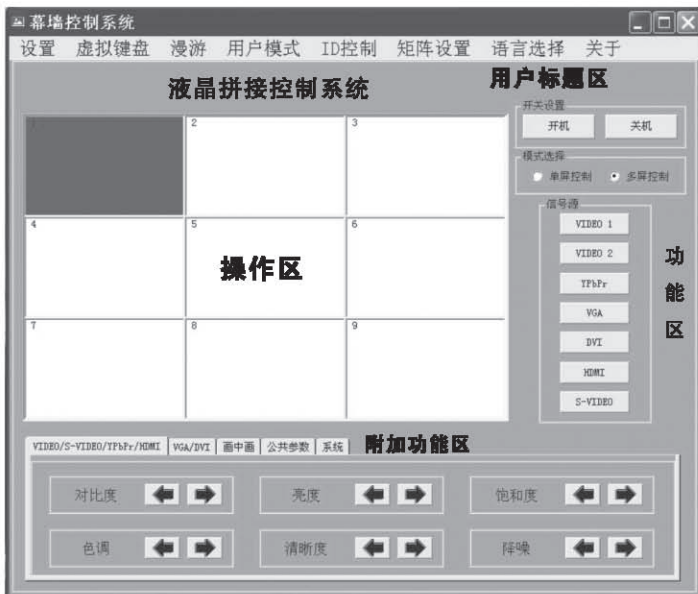 幕墙控制系统
设置 虚拟键盘 漫游 用户模式 ID控制 矩阵设置 语言选择 关于
液晶拼接控制系统
用户标题区
开关设置
开机 关机
模式选择
单屏控制 多屏控制
1 2 3
4 5 6
7 8 9
操作区
信号源
VIDEO 1
VIDEO 2
YPbPr
VGA
DVI
HDMI
S-VIDEO
功能区
VIDEO/S-VIDEO/YPbPr/HDMI VGA/DVI 画中画 公共参数 系统
附加功能区
对比度 亮度 饱和度
色调 清晰度 降噪